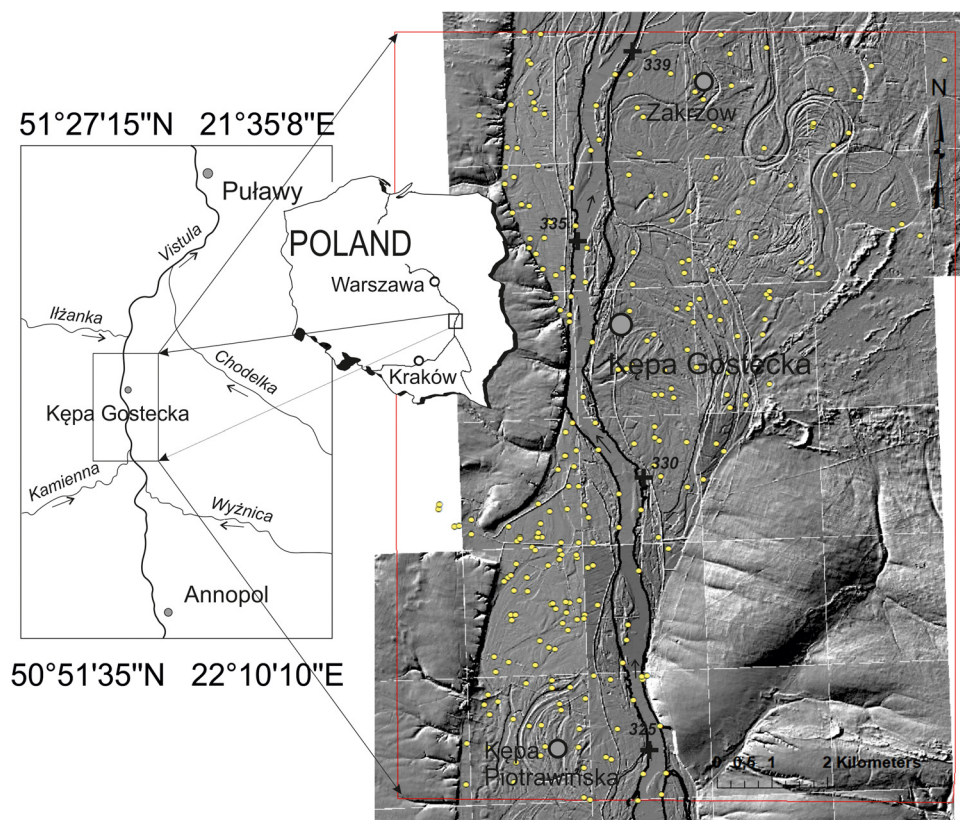 51°27'15"N 21°35'8"E
Puławy
Vistula
Iłżanka
Chodelka
Kępa Gostecka
Kamienna
Wyżnica
Annopol
50°51'35"N 22°10'10"E
POLAND
Warszawa
Kraków
339
Zakrzów
N
335
Kępa Gostecka
330
325
Kępa
Piotrawińska
0 0,5 1 2 Kilometers